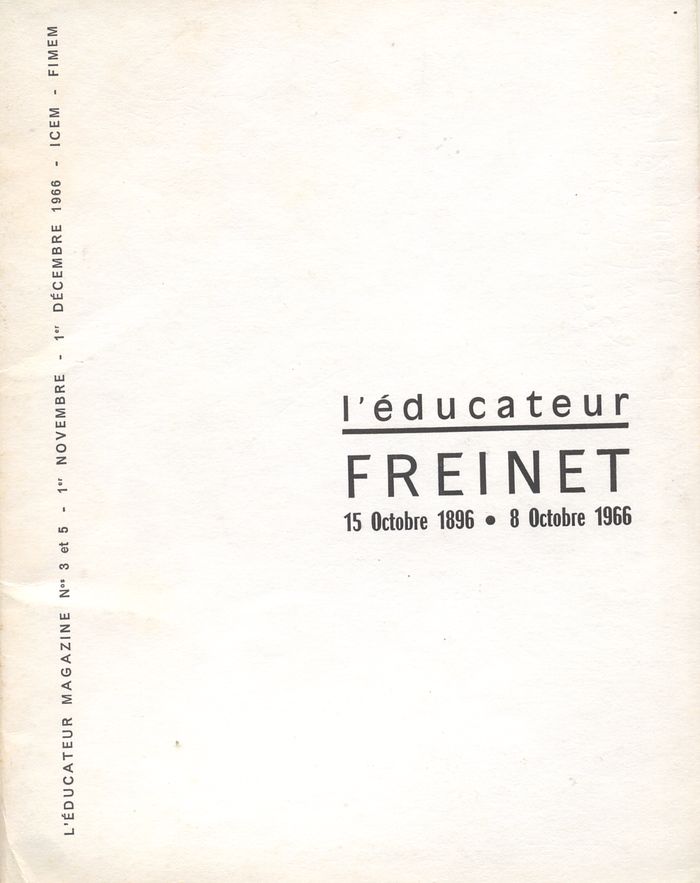 L'ÉDUCATEUR MAGAZINE Nos 3 et 5 - 1er NOVEMBRE - 1er DÉCEMBRE 1966 - ICEM - FIMEM
l'éducateur
FREINET
15 Octobre 1896 • 8 Octobre 1966